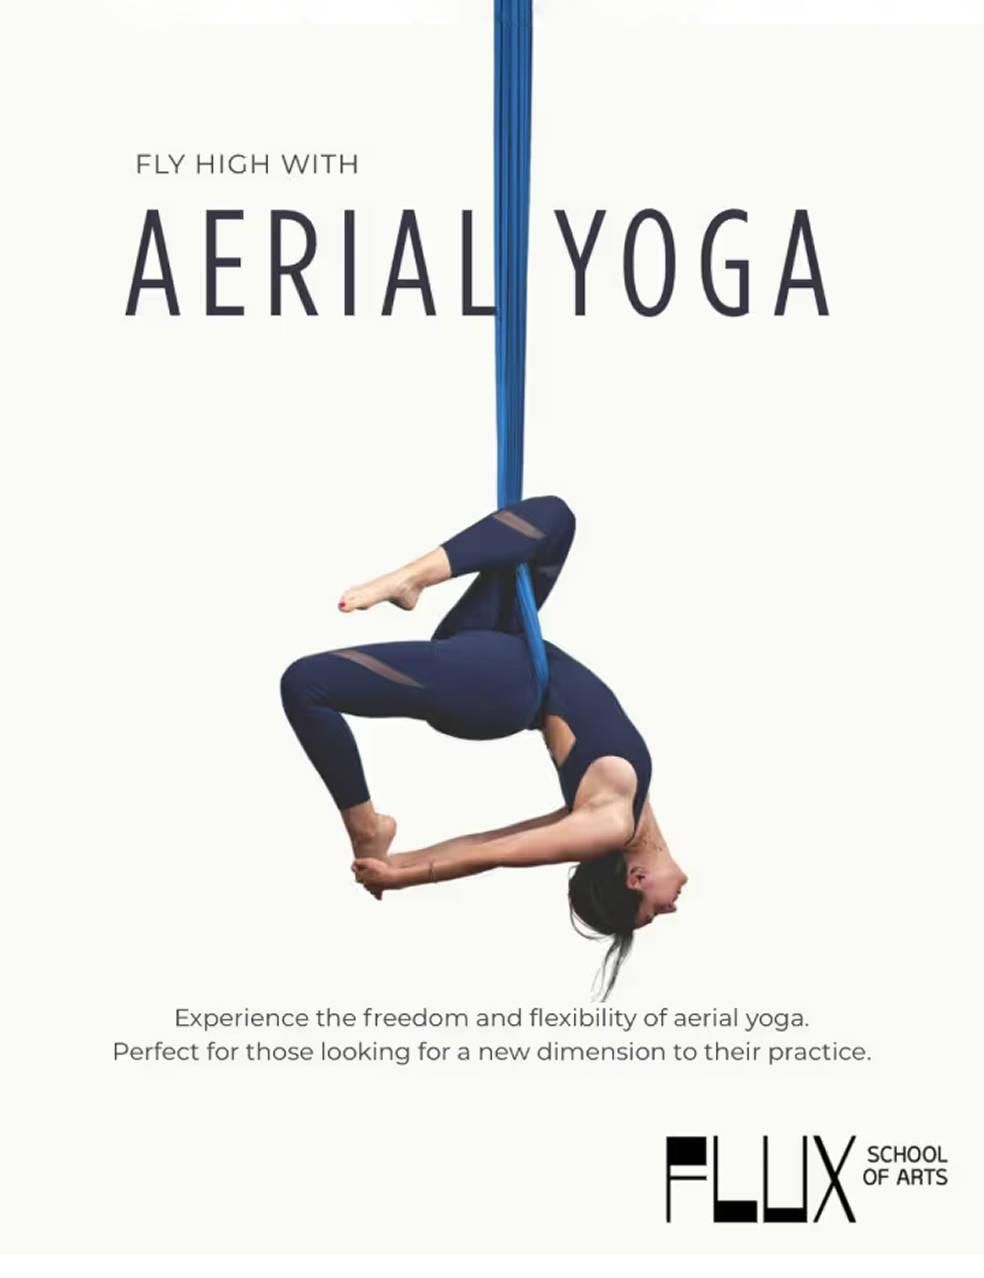 FLY HIGH WITH
AERIAL YOGA
Experience the freedom and flexibility of aerial yoga.
Perfect for those looking for a new dimension to their practice.
FLUX
SCHOOL
OF ARTS